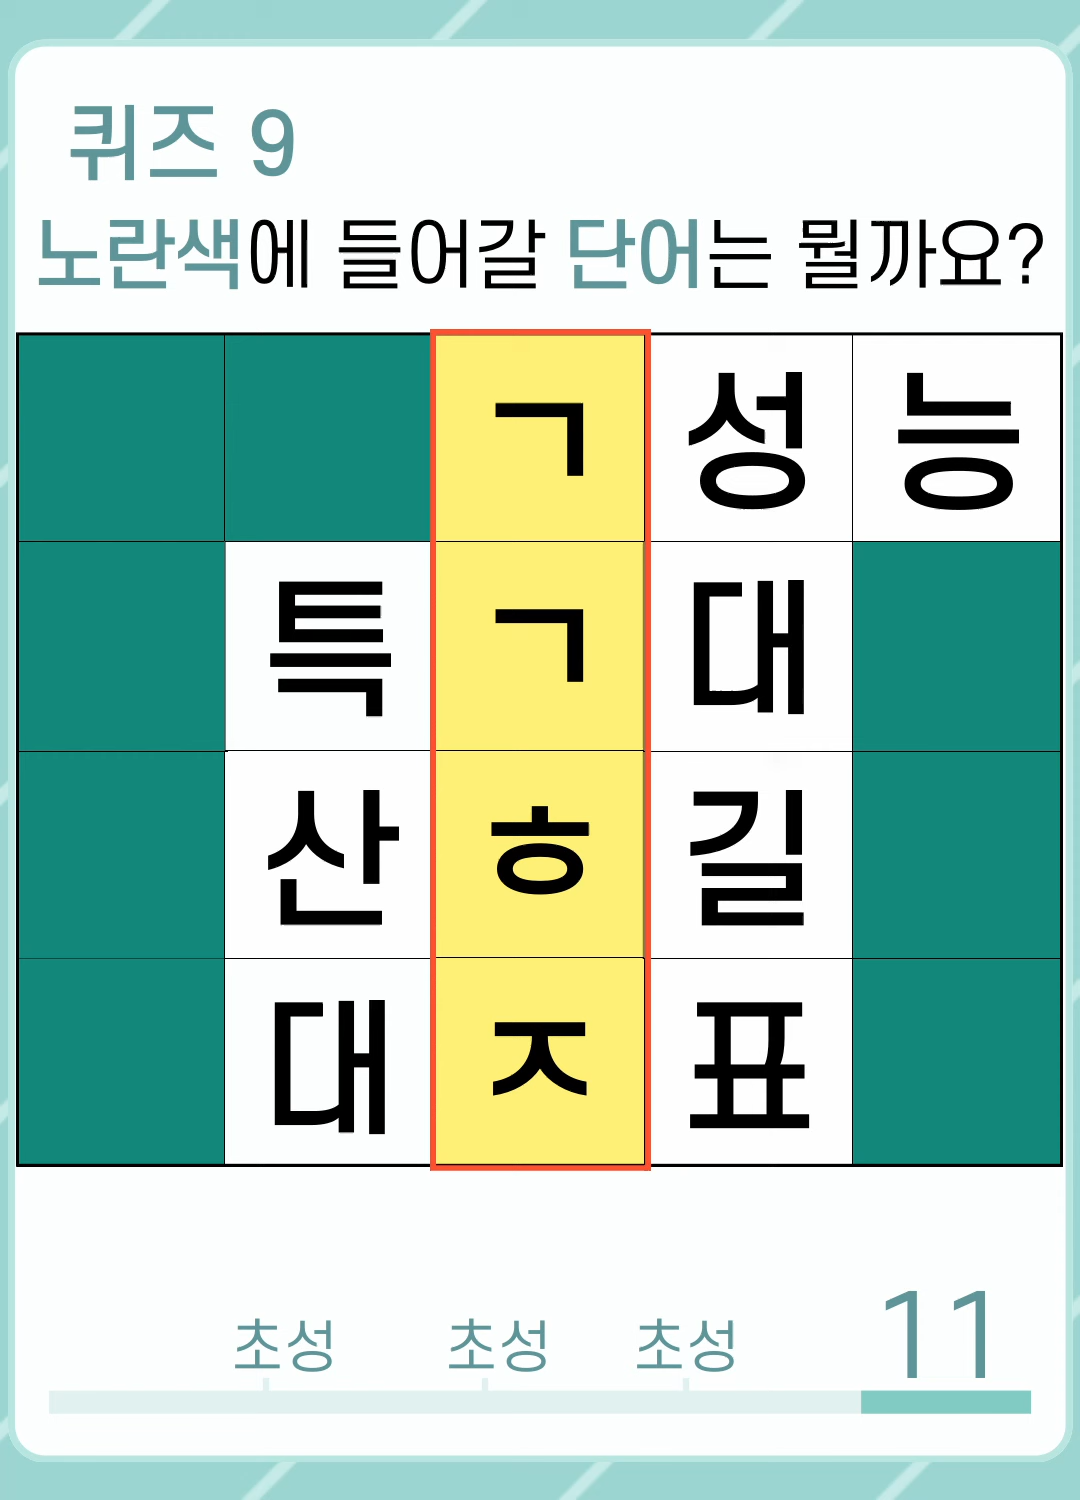 퀴즈 9
노란색에 들어갈 단어는 뭘까요?
ㄱ 성 능
특 ㄱ 대
산 ㅎ 길
대 ㅈ 표
초성 초성 초성 11